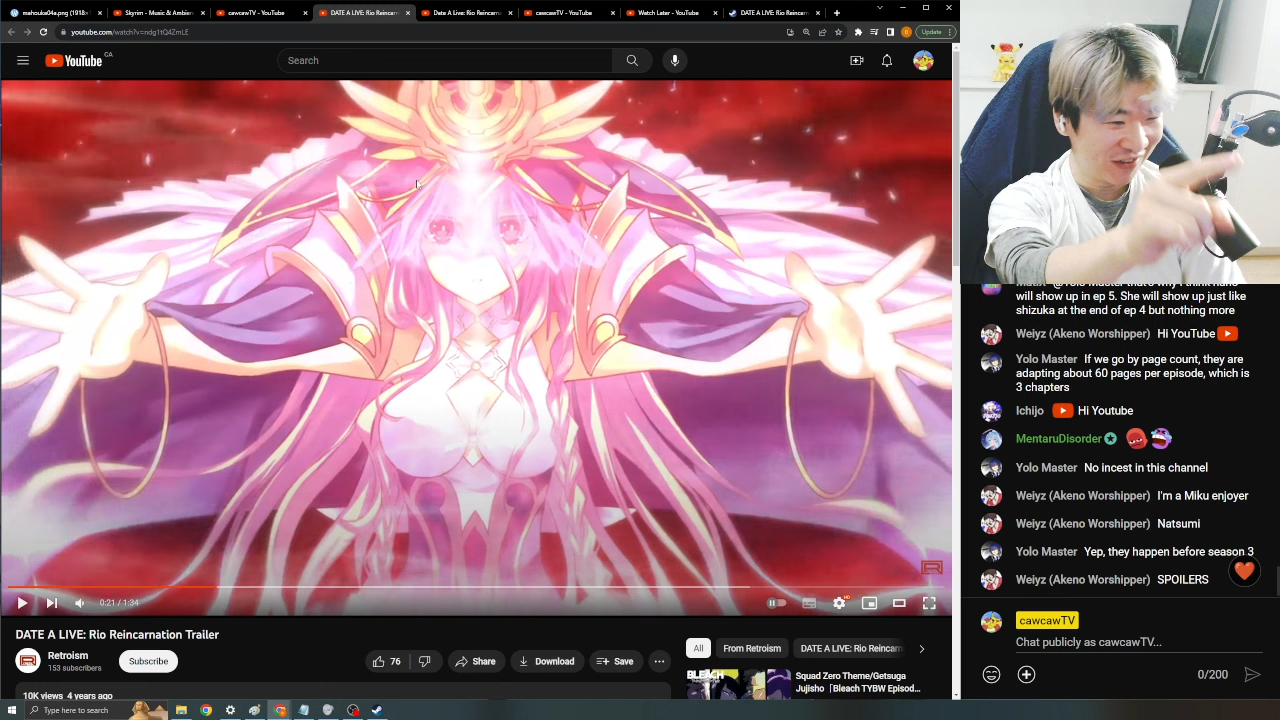 mahouka04a.png (1918×
Skyrim - Music & Ambien
cawcawTV - YouTube
DATE A LIVE: Rio Reincarn
Date A Live: Rio Reincarna
cawcawTV - YouTube
Watch Later - YouTube
DATE A LIVE: Rio Reincarn
youtube.com/watch?v=ndg1tQ4ZmLE
Update
YouTube CA
Search
0:21 / 1:34
HD
DATE A LIVE: Rio Reincarnation Trailer
Retroism
153 subscribers
Subscribe
76
Share
Download
Save
10K views 4 years ago
All
From Retroism
DATE A LIVE: Rio Reincarn
BLEACH
Squad Zero Theme/Getsuga
Jujisho「Bleach TYBW Episod...
will show up in ep 5. She will show up just like
shizuka at the end of ep 4 but nothing more
Weiyz (Akeno Worshipper) Hi YouTube
Yolo Master If we go by page count, they are
adapting about 60 pages per episode, which is
3 chapters
Ichijo Hi Youtube
MentaruDisorder
Yolo Master No incest in this channel
Weiyz (Akeno Worshipper) I'm a Miku enjoyer
Weiyz (Akeno Worshipper) Natsumi
Yolo Master Yep, they happen before season 3
Weiyz (Akeno Worshipper) SPOILERS
cawcawTV
Chat publicly as cawcawTV...
0/200
Type here to search